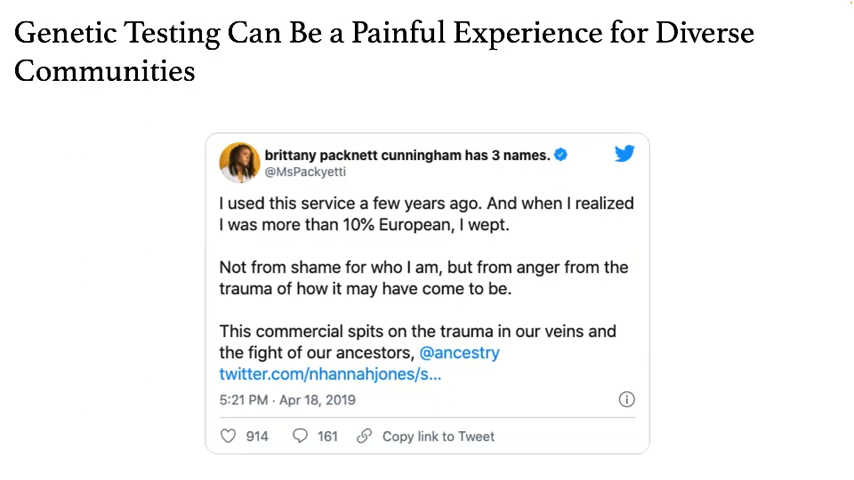 Genetic Testing Can Be a Painful Experience for Diverse
Communities
brittany packnett cunningham has 3 names.
@MsPackyetti
I used this service a few years ago. And when I realized
I was more than 10% European, I wept.
Not from shame for who I am, but from anger from the
trauma of how it may have come to be.
This commercial spits on the trauma in our veins and
the fight of our ancestors, @ancestry
twitter.com/nhannahjones/s...
5:21 PM · Apr 18, 2019
914 161 Copy link to Tweet